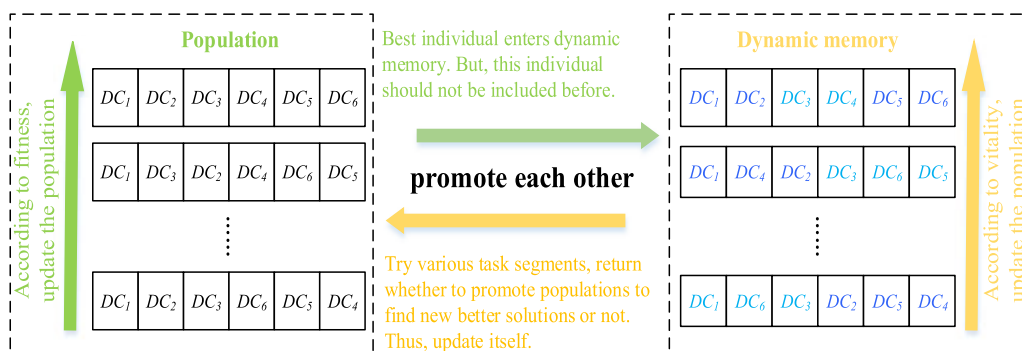 Population
According to fitness,
update the population
DC1 DC2 DC3 DC4 DC5 DC6
DC1 DC3 DC2 DC4 DC6 DC5
DC1 DC2 DC3 DC6 DC5 DC4
Best individual enters dynamic
memory. But, this individual
should not be included before.
promote each other
Try various task segments, return
whether to promote populations to
find new better solutions or not.
Thus, update itself.
Dynamic memory
DC1 DC2 DC3 DC4 DC5 DC6
DC1 DC4 DC2 DC3 DC6 DC5
DC1 DC6 DC3 DC2 DC5 DC4
According to vitality,
update the population